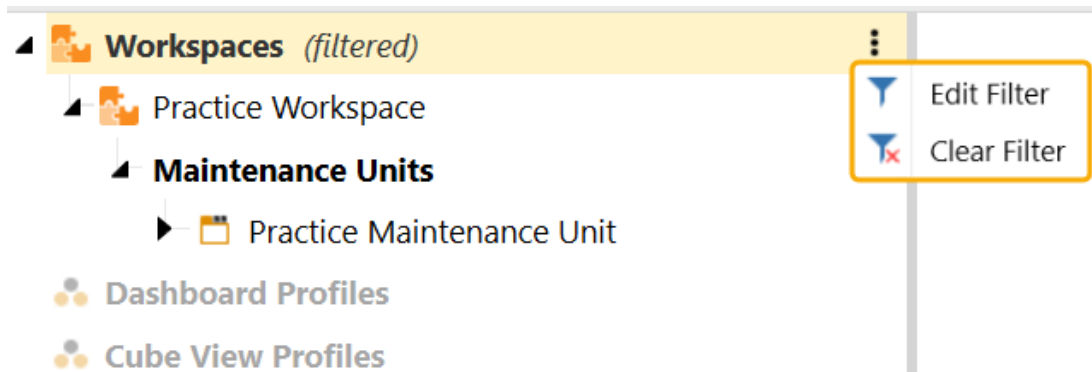 Workspaces (filtered)
Edit Filter
Practice Workspace
Clear Filter
Maintenance Units
Practice Maintenance Unit
Dashboard Profiles
Cube View Profiles